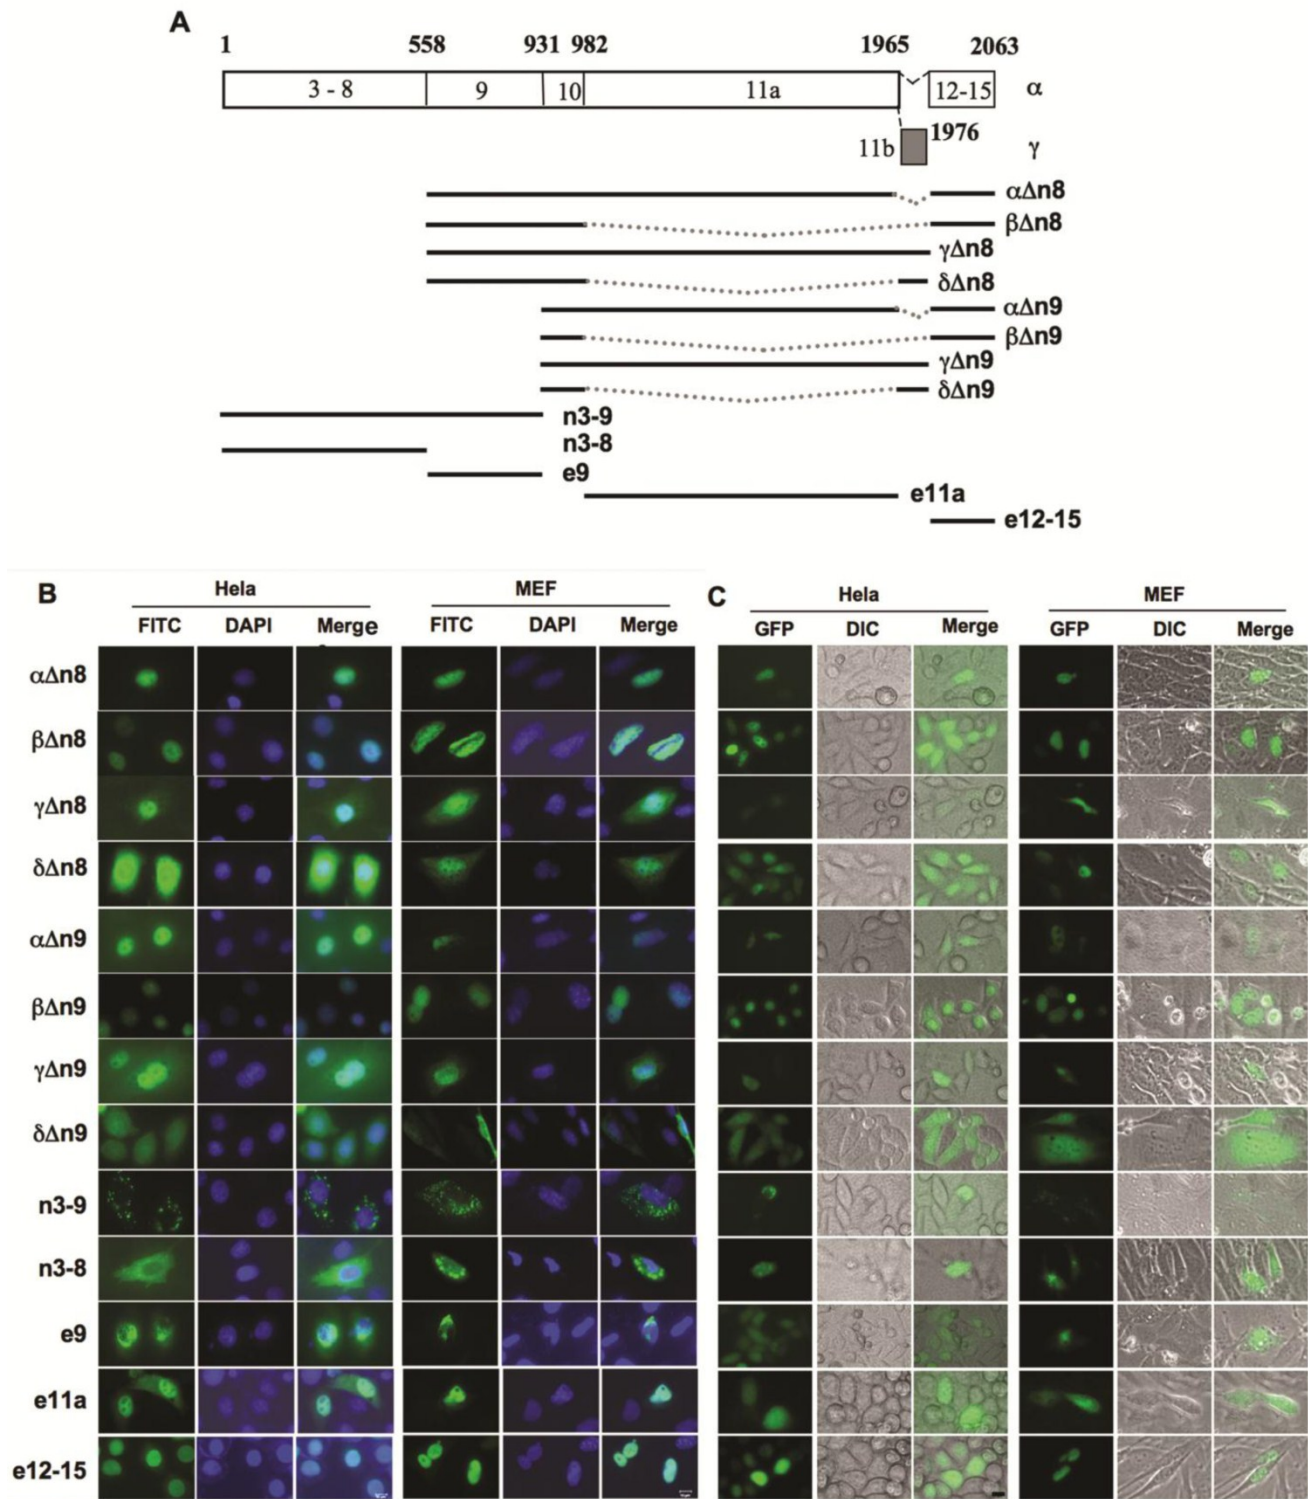 A
1 558 931 982 1965 2063
3 - 8 9 10 11a 12-15 α
11b 1976 γ
αΔn8
βΔn8
γΔn8
δΔn8
αΔn9
βΔn9
γΔn9
δΔn9
n3-9
n3-8
e9
e11a
e12-15
B Hela MEF
FITC DAPI Merge FITC DAPI Merge
C Hela MEF
GFP DIC Merge GFP DIC Merge
αΔn8
βΔn8
γΔn8
δΔn8
αΔn9
βΔn9
γΔn9
δΔn9
n3-9
n3-8
e9
e11a
e12-15